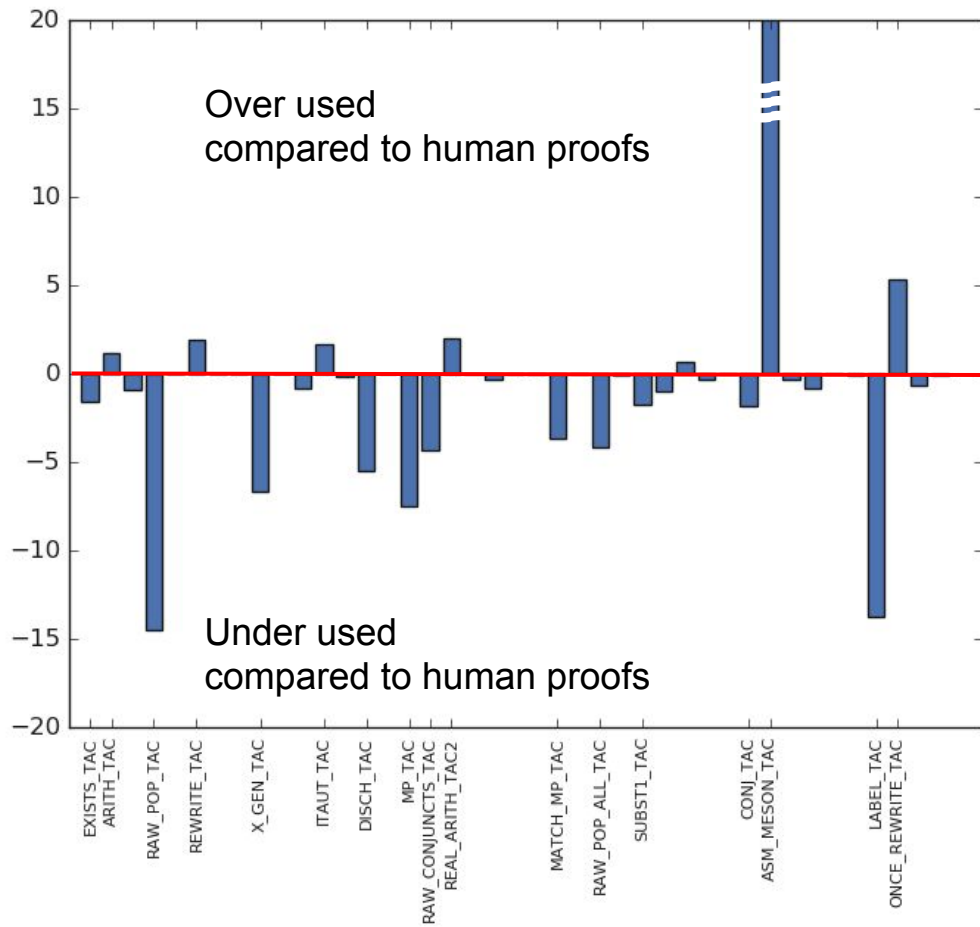 20
15
10
5
0
−5
−10
−15
−20
Over used
compared to human proofs
Under used
compared to human proofs
EXISTS_TAC
ARITH_TAC
RAW_POP_TAC
REWRITE_TAC
X_GEN_TAC
ITAUT_TAC
DISCH_TAC
MP_TAC
RAW_CONJUNCTS_TAC
REAL_ARITH_TAC2
MATCH_MP_TAC
RAW_POP_ALL_TAC
SUBST1_TAC
CONJ_TAC
ASM_MESON_TAC
LABEL_TAC
ONCE_REWRITE_TAC